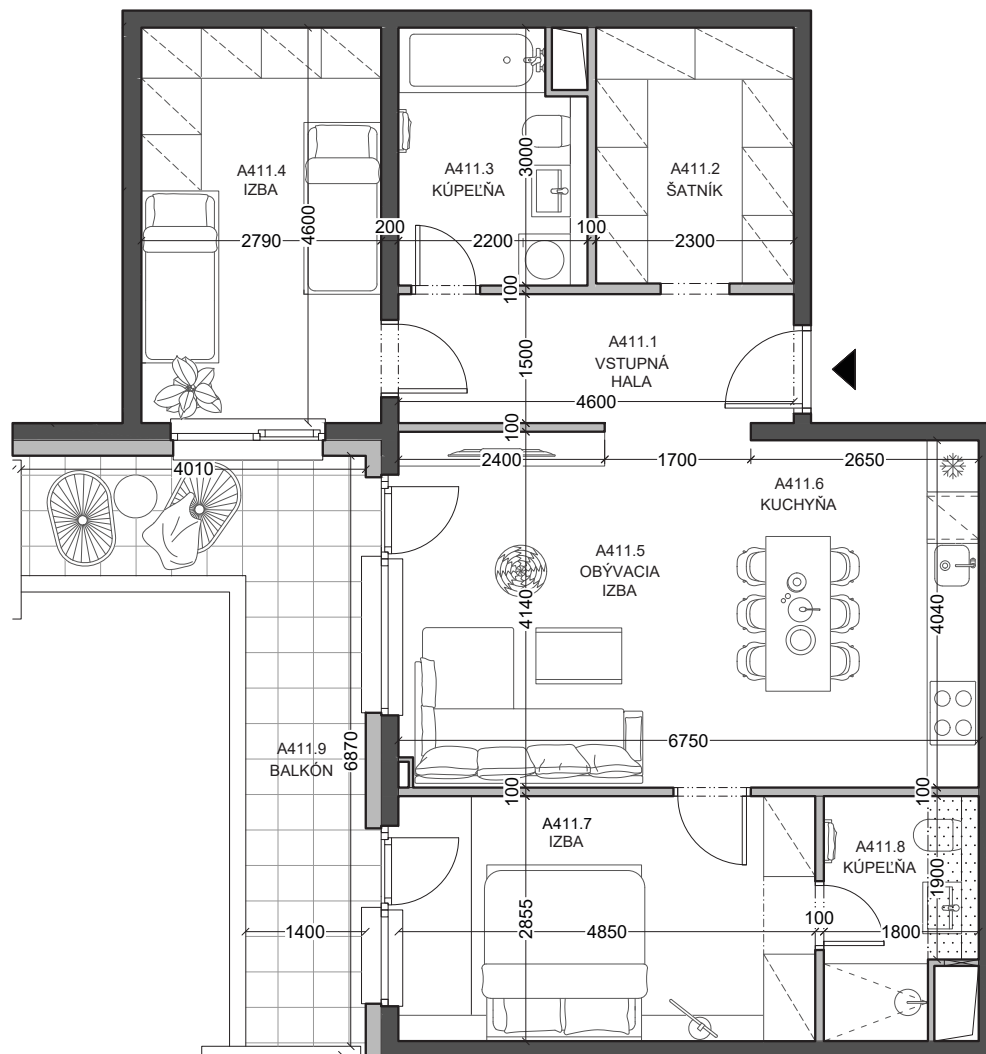 A411.4
IZBA
2790
4600
200
A411.3
KÚPEĽŇA
3000
2200
100
A411.2
ŠATNÍK
2300
100
A411.1
VSTUPNÁ
HALA
1500
4600
100
2400
1700
2650
4010
A411.6
KUCHYŇA
A411.5
OBÝVACIA
IZBA
4140
4040
6750
A411.9
BALKÓN
6870
100
100
A411.7
IZBA
A411.8
KÚPEĽŇA
1900
1400
2855
4850
100
1800